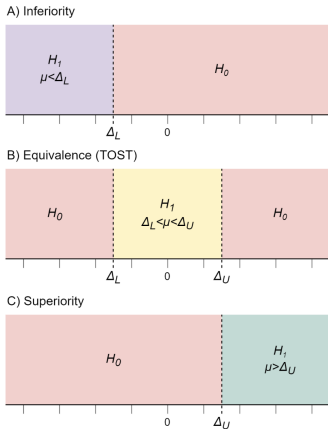 A) Inferiority
H1
μ<ΔL
H0
ΔL
0
B) Equivalence (TOST)
H0
H1
ΔL<μ<ΔU
H0
ΔL
0
ΔU
C) Superiority
H0
H1
μ>ΔU
0
ΔU